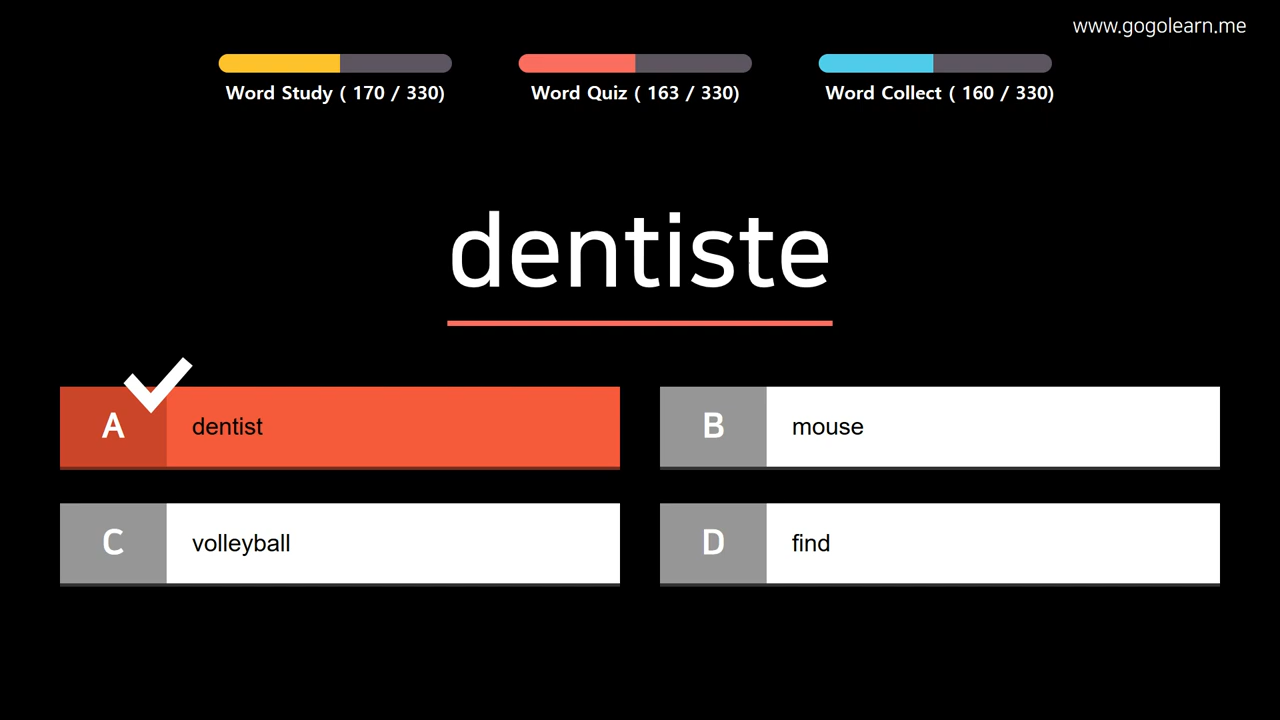 www.gogolearn.me
Word Study ( 170 / 330)
Word Quiz ( 163 / 330)
Word Collect ( 160 / 330)
dentiste
A dentist
B mouse
C volleyball
D find